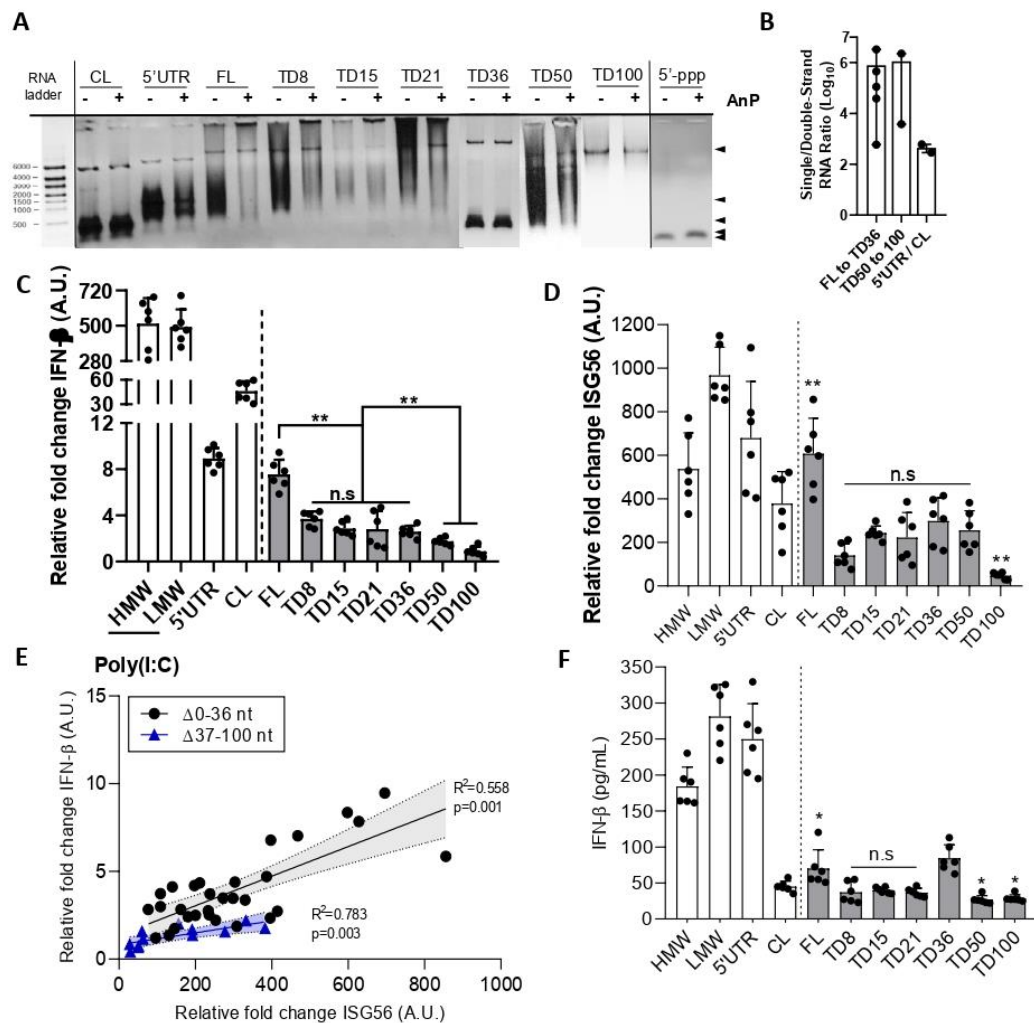 A
RNA ladder
CL 5'UTR FL TD8 TD15 TD21 TD36 TD50 TD100 5'-ppp
- + - + - + - + - + - + - + - + - + - + AnP
6000
4000
3000
2000
1500
1000
500
B
Single/Double-Strand
RNA Ratio (Log10)
7
6
4
2
0
FL to TD36
TD50 to 100
5'UTR / CL
C
Relative fold change IFN-β (A.U.)
720
500
280
60
30
12
8
4
0
**
**
n.s
HMW LMW 5'UTR CL FL TD8 TD15 TD21 TD36 TD50 TD100
Poly(I:C)
D
Relative fold change ISG56 (A.U.)
1200
1000
800
600
400
200
0
**
n.s
**
HMW LMW 5'UTR CL FL TD8 TD15 TD21 TD36 TD50 TD100
E
Relative fold change IFN-β (A.U.)
15
10
5
0
Δ0-36 nt
Δ37-100 nt
R²=0.558
p=0.001
R²=0.783
p=0.003
0 200 400 600 800 1000
Relative fold change ISG56 (A.U.)
F
IFN-β (pg/mL)
350
300
250
200
150
100
50
0
*
n.s
*
*
HMW LMW 5'UTR CL FL TD8 TD15 TD21 TD36 TD50 TD100